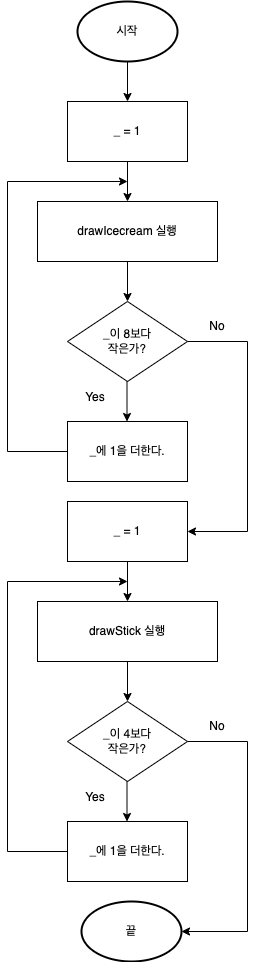 시작
_ = 1
drawIcecream 실행
_이 8보다
작은가?
No
Yes
_에 1을 더한다.
_ = 1
drawStick 실행
_이 4보다
작은가?
No
Yes
_에 1을 더한다.
끝